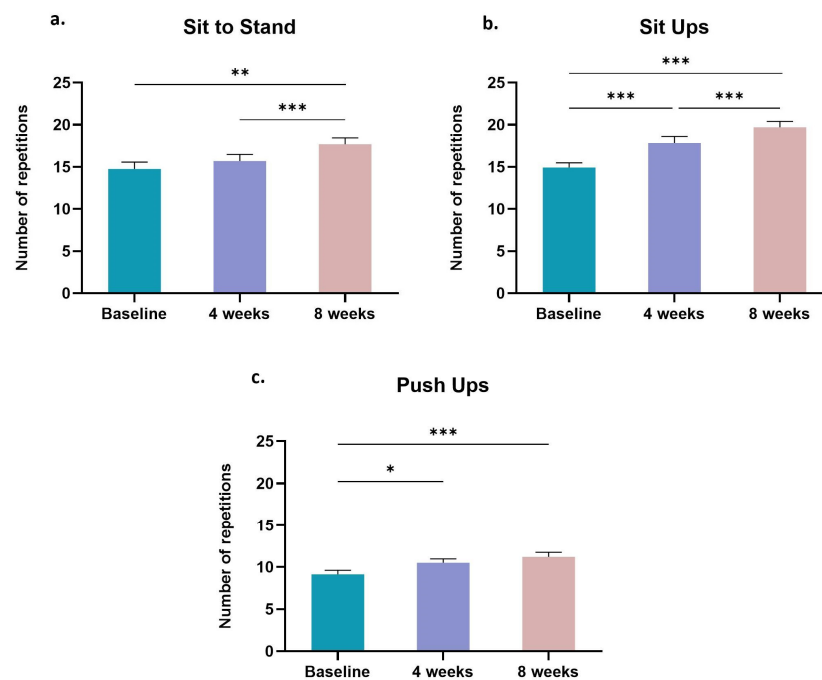 a.
Sit to Stand
Number of repetitions
25
20
15
10
5
0
**
***
Baseline 4 weeks 8 weeks
b.
Sit Ups
Number of repetitions
25
20
15
10
5
0
***
*** ***
Baseline 4 weeks 8 weeks
c.
Push Ups
Number of repetitions
25
20
15
10
5
0
***
*
Baseline 4 weeks 8 weeks